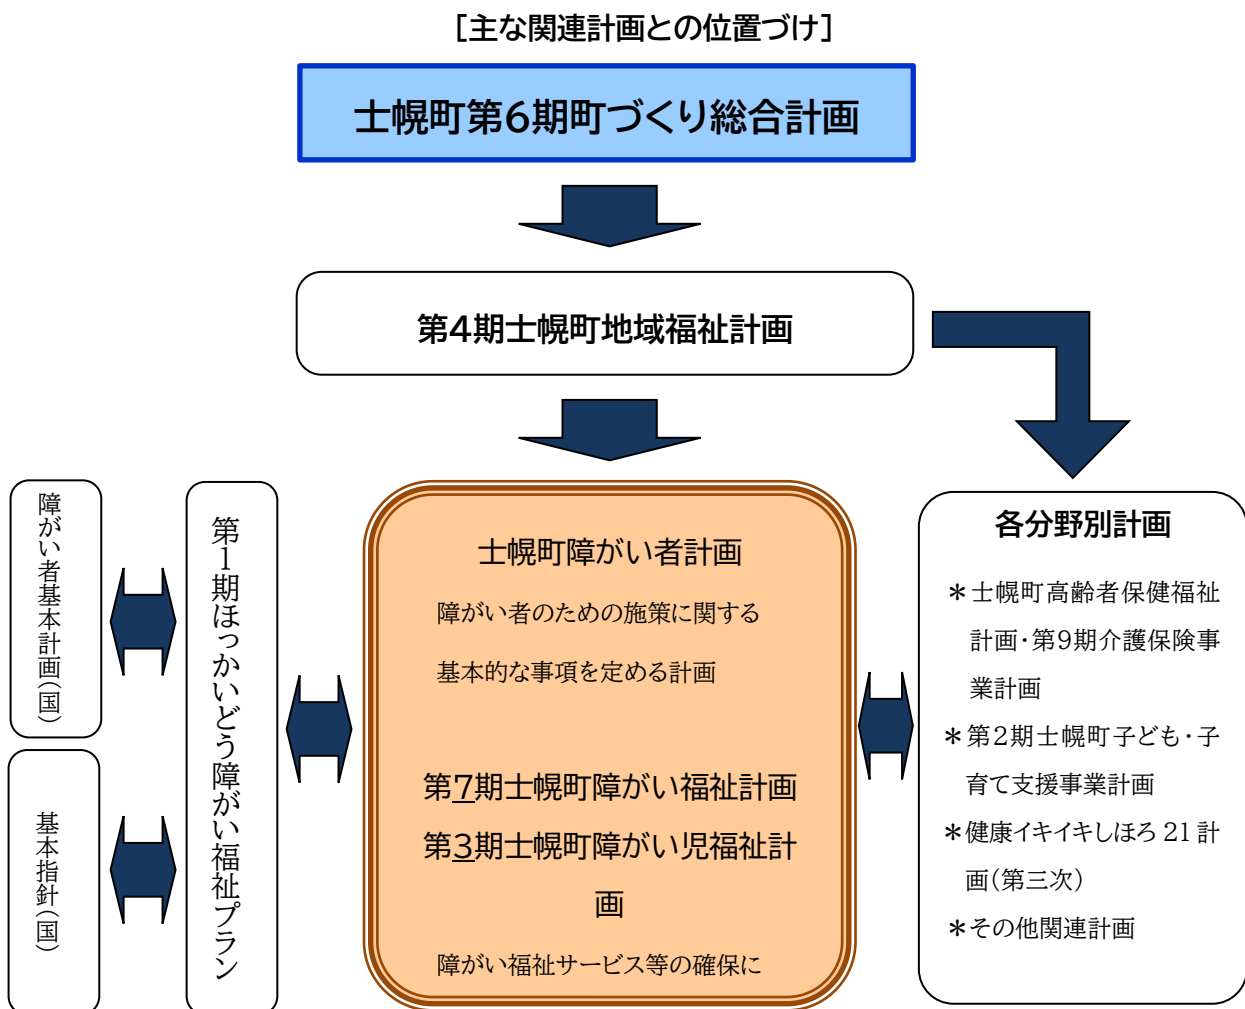 [主な関連計画との位置づけ]
士幌町第6期町づくり総合計画
第4期士幌町地域福祉計画
障がい者基本計画(国)
基本指針(国)
第1期ほっかいどう障がい福祉プラン
士幌町障がい者計画
障がい者のための施策に関する
基本的な事項を定める計画
第7期士幌町障がい福祉計画
第3期士幌町障がい児福祉計
画
障がい福祉サービス等の確保に
各分野別計画
＊士幌町高齢者保健福祉
計画・第9期介護保険事
業計画
＊第2期士幌町子ども・子
育て支援事業計画
＊健康イキイキしほろ 21 計
画(第三次)
＊その他関連計画